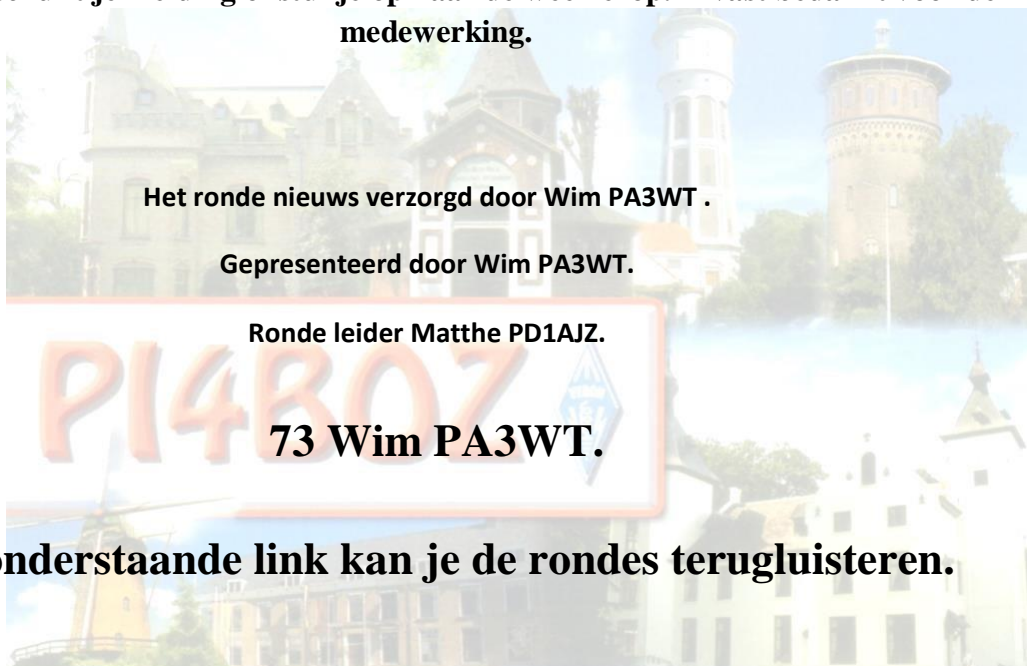 medewerking.
Het ronde nieuws verzorgd door Wim PA3WT .
Gepresenteerd door Wim PA3WT.
Ronde leider Matthe PD1AJZ.
PI4BOZ
73 Wim PA3WT.
onderstaande link kan je de rondes terugluisteren.